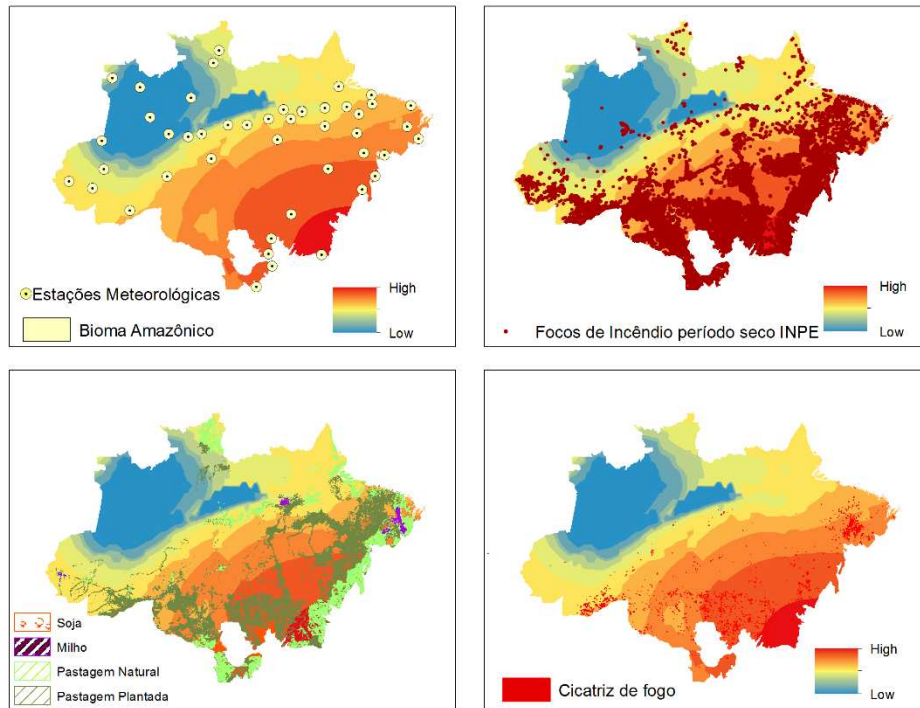 Estações Meteorológicas
Bioma Amazônico
High
Low
Focos de Incêndio período seco INPE
High
Low
Soja
Milho
Pastagem Natural
Pastagem Plantada
Cicatriz de fogo
High
Low